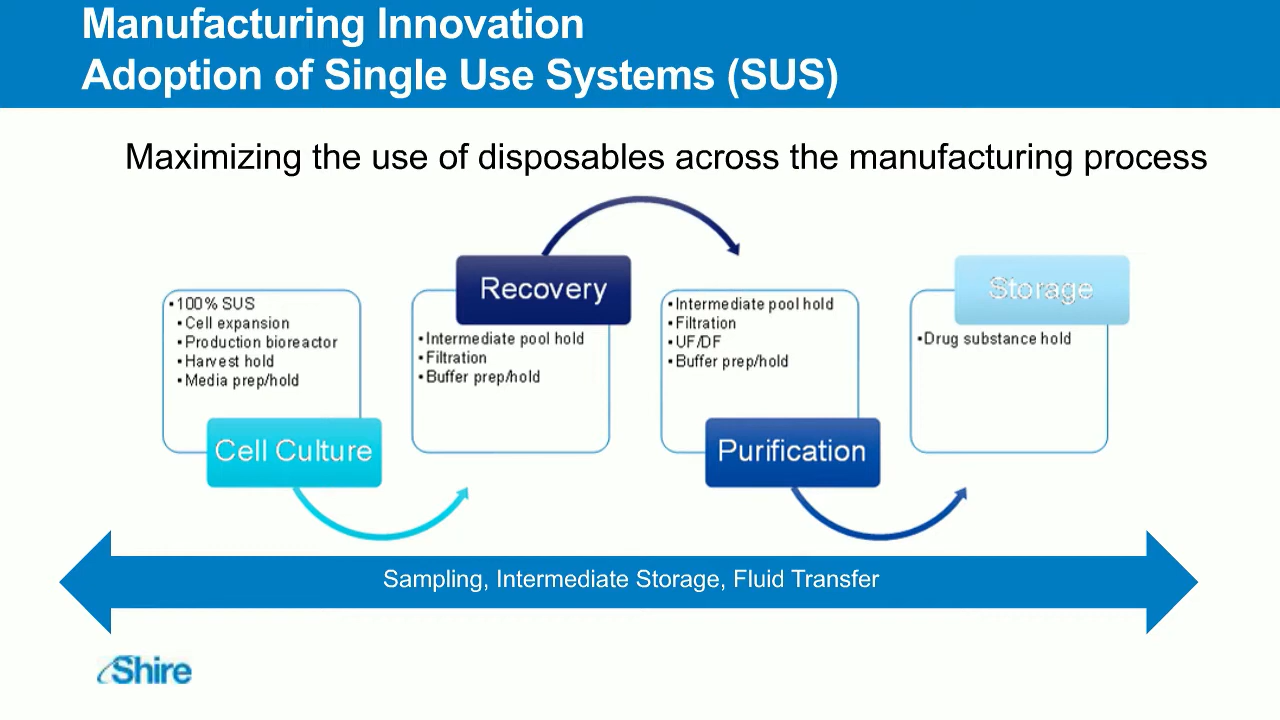 Manufacturing Innovation
Adoption of Single Use Systems (SUS)
Maximizing the use of disposables across the manufacturing process
•100% SUS
•Cell expansion
•Production bioreactor
•Harvest hold
•Media prep/hold
Cell Culture
Recovery
•Intermediate pool hold
•Filtration
•Buffer prep/hold
•Intermediate pool hold
•Filtration
•UF/DF
•Buffer prep/hold
Purification
Storage
•Drug substance hold
Sampling, Intermediate Storage, Fluid Transfer
Shire